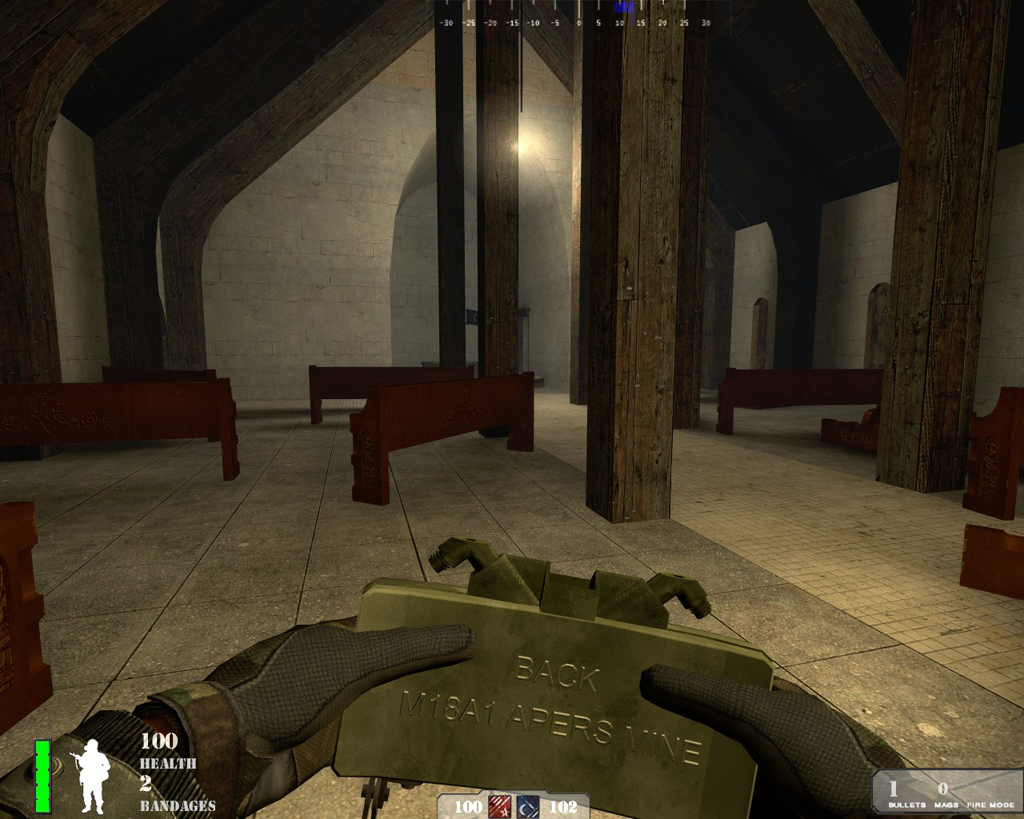 -30 -25 -20 -15 -10 -5 0 5 10 15 20 25 30
BACK
M18A1 APERS MINE
100
HEALTH
2
BANDAGES
100 102
1 0
BULLETS MAGS FIRE MODE